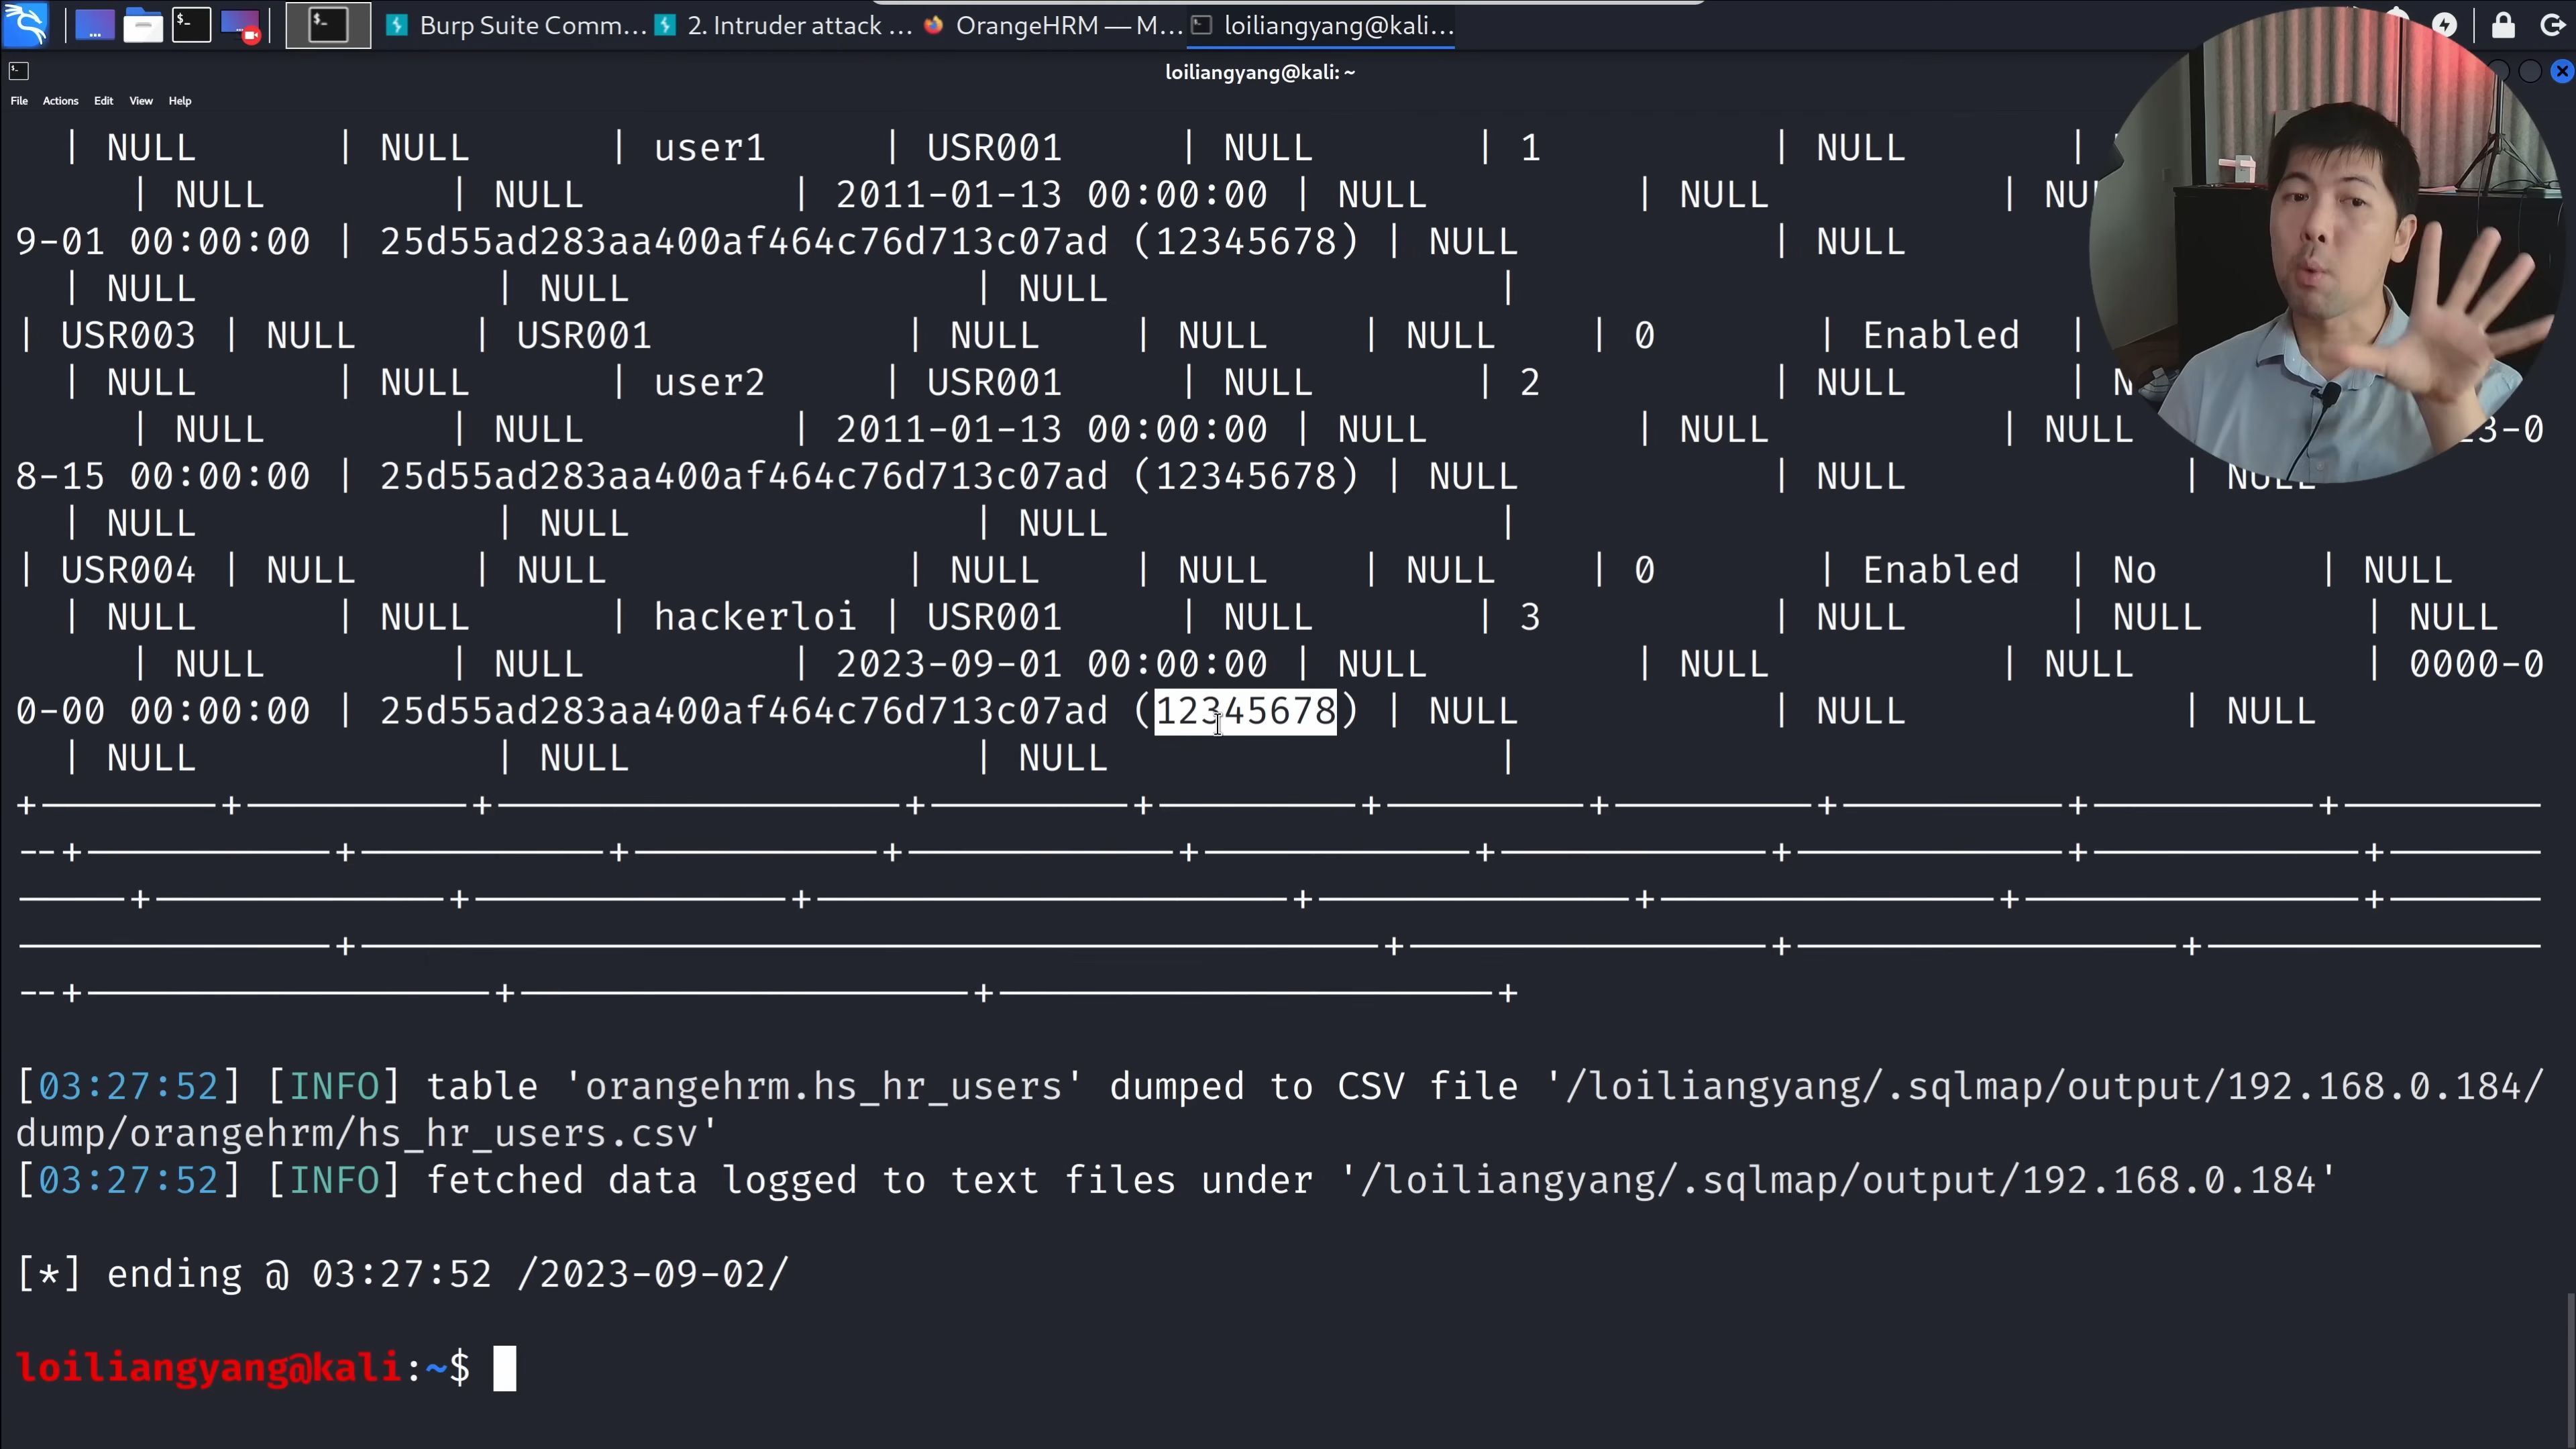 Burp Suite Comm... 2. Intruder attack ... OrangeHRM — M... loiliangyang@kali...
loiliangyang@kali: ~
File Actions Edit View Help
| NULL | NULL | user1 | USR001 | NULL | 1 | NULL |
| NULL | NULL | 2011-01-13 00:00:00 | NULL | NULL |
9-01 00:00:00 | 25d55ad283aa400af464c76d713c07ad (12345678) | NULL | NULL
| NULL | NULL | NULL |
| USR003 | NULL | USR001 | NULL | NULL | NULL | 0 | Enabled |
| NULL | NULL | user2 | USR001 | NULL | 2 | NULL |
| NULL | NULL | 2011-01-13 00:00:00 | NULL | NULL | NULL 3-0
8-15 00:00:00 | 25d55ad283aa400af464c76d713c07ad (12345678) | NULL | NULL | NULL
| NULL | NULL | NULL |
| USR004 | NULL | NULL | NULL | NULL | NULL | 0 | Enabled | No | NULL
| NULL | NULL | hackerloi | USR001 | NULL | 3 | NULL | NULL | NULL
| NULL | NULL | 2023-09-01 00:00:00 | NULL | NULL | NULL | 0000-0
0-00 00:00:00 | 25d55ad283aa400af464c76d713c07ad (12345678) | NULL | NULL | NULL
| NULL | NULL | NULL |
[03:27:52] [INFO] table 'orangehrm.hs_hr_users' dumped to CSV file '/loiliangyang/.sqlmap/output/192.168.0.184/
dump/orangehrm/hs_hr_users.csv'
[03:27:52] [INFO] fetched data logged to text files under '/loiliangyang/.sqlmap/output/192.168.0.184'
[*] ending @ 03:27:52 /2023-09-02/
loiliangyang@kali:~$